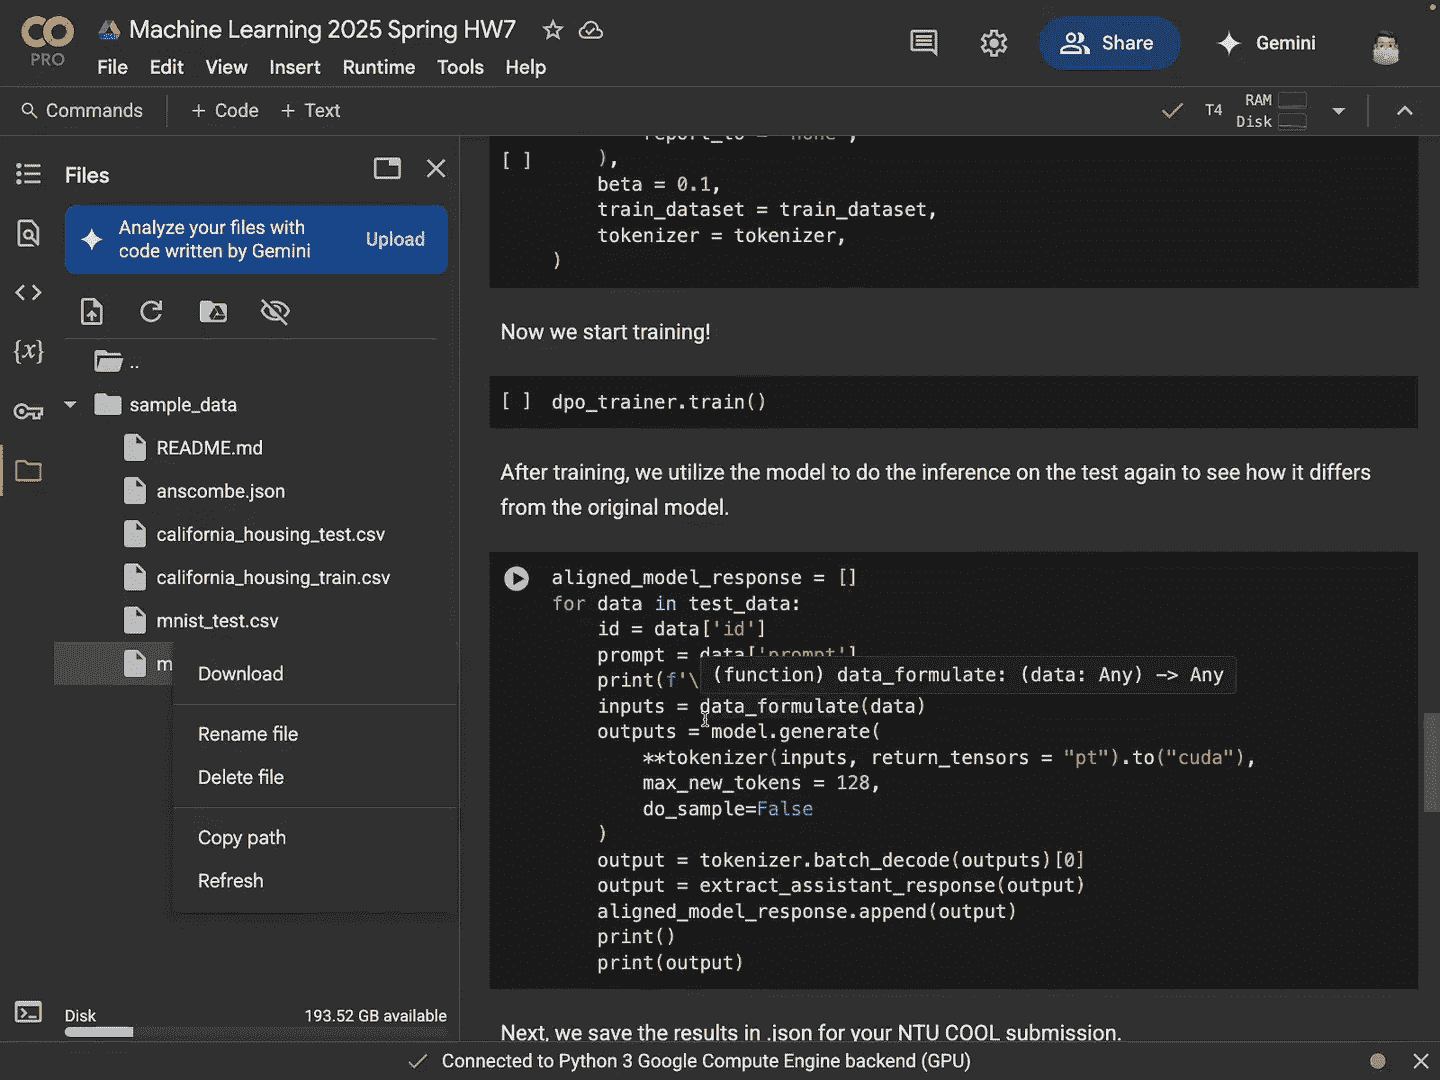 CO
PRO
Machine Learning 2025 Spring HW7
File Edit View Insert Runtime Tools Help
Share
Gemini
Commands
+ Code + Text
T4
RAM
Disk
Files
Analyze your files with
code written by Gemini
Upload
{x}
..
sample_data
README.md
anscombe.json
california_housing_test.csv
california_housing_train.csv
mnist_test.csv
m
Download
Rename file
Delete file
Copy path
Refresh
Disk
193.52 GB available
report_to = "none",
[ ] ),
beta = 0.1,
train_dataset = train_dataset,
tokenizer = tokenizer,
)
Now we start training!
[ ] dpo_trainer.train()
After training, we utilize the model to do the inference on the test again to see how it differs
from the original model.
aligned_model_response = []
for data in test_data:
id = data['id']
prompt = data['prompt']
print(f'\
(function) data_formulate: (data: Any) -> Any
inputs = data_formulate(data)
outputs = model.generate(
**tokenizer(inputs, return_tensors = "pt").to("cuda"),
max_new_tokens = 128,
do_sample=False
)
output = tokenizer.batch_decode(outputs)[0]
output = extract_assistant_response(output)
aligned_model_response.append(output)
print()
print(output)
Next, we save the results in .json for your NTU COOL submission.
Connected to Python 3 Google Compute Engine backend (GPU)